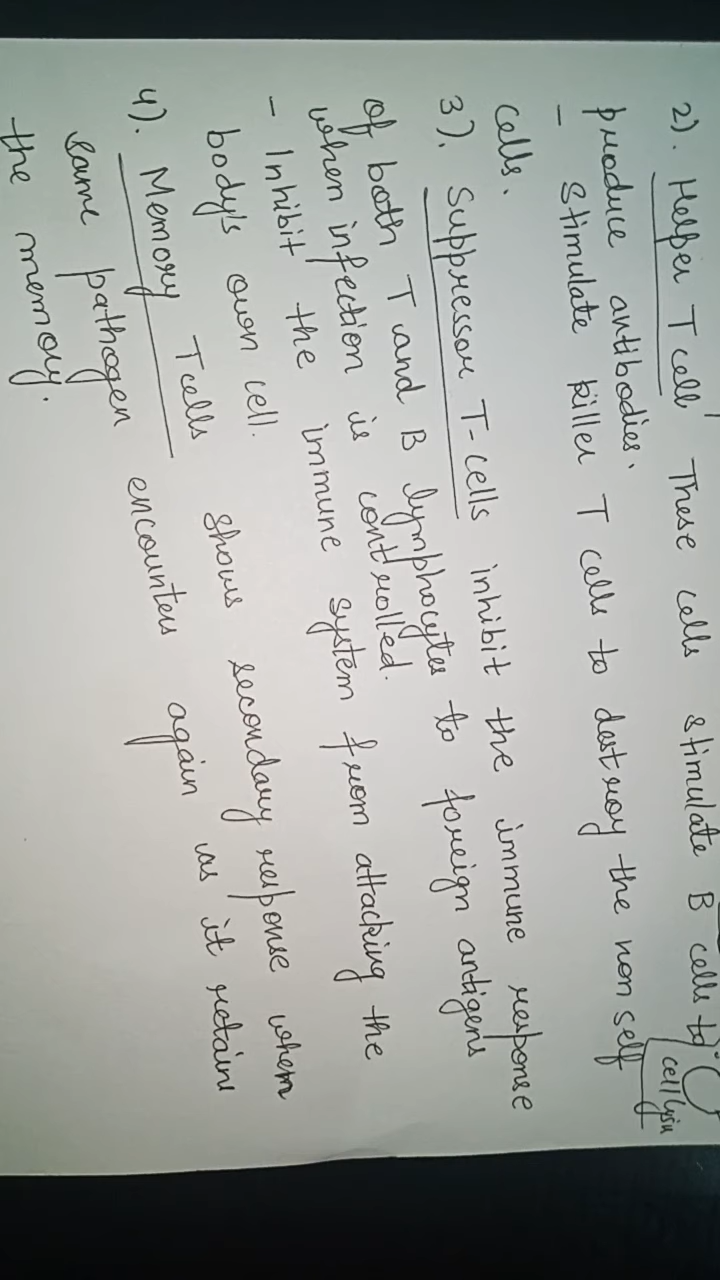 2). Helper T cell These cells stimulate B cells to
produce antibodies.
cell lysis
- stimulate killer T cells to destroy the non self
cells.
3). Suppressor T-cells inhibit the immune response
of both T and B lymphocytes to foreign antigens
when infection is controlled.
- Inhibit the immune system from attacking the
body's own cell.
4). Memory T cells shows secondary response when
same pathogen encounters again as it retains
the memory.